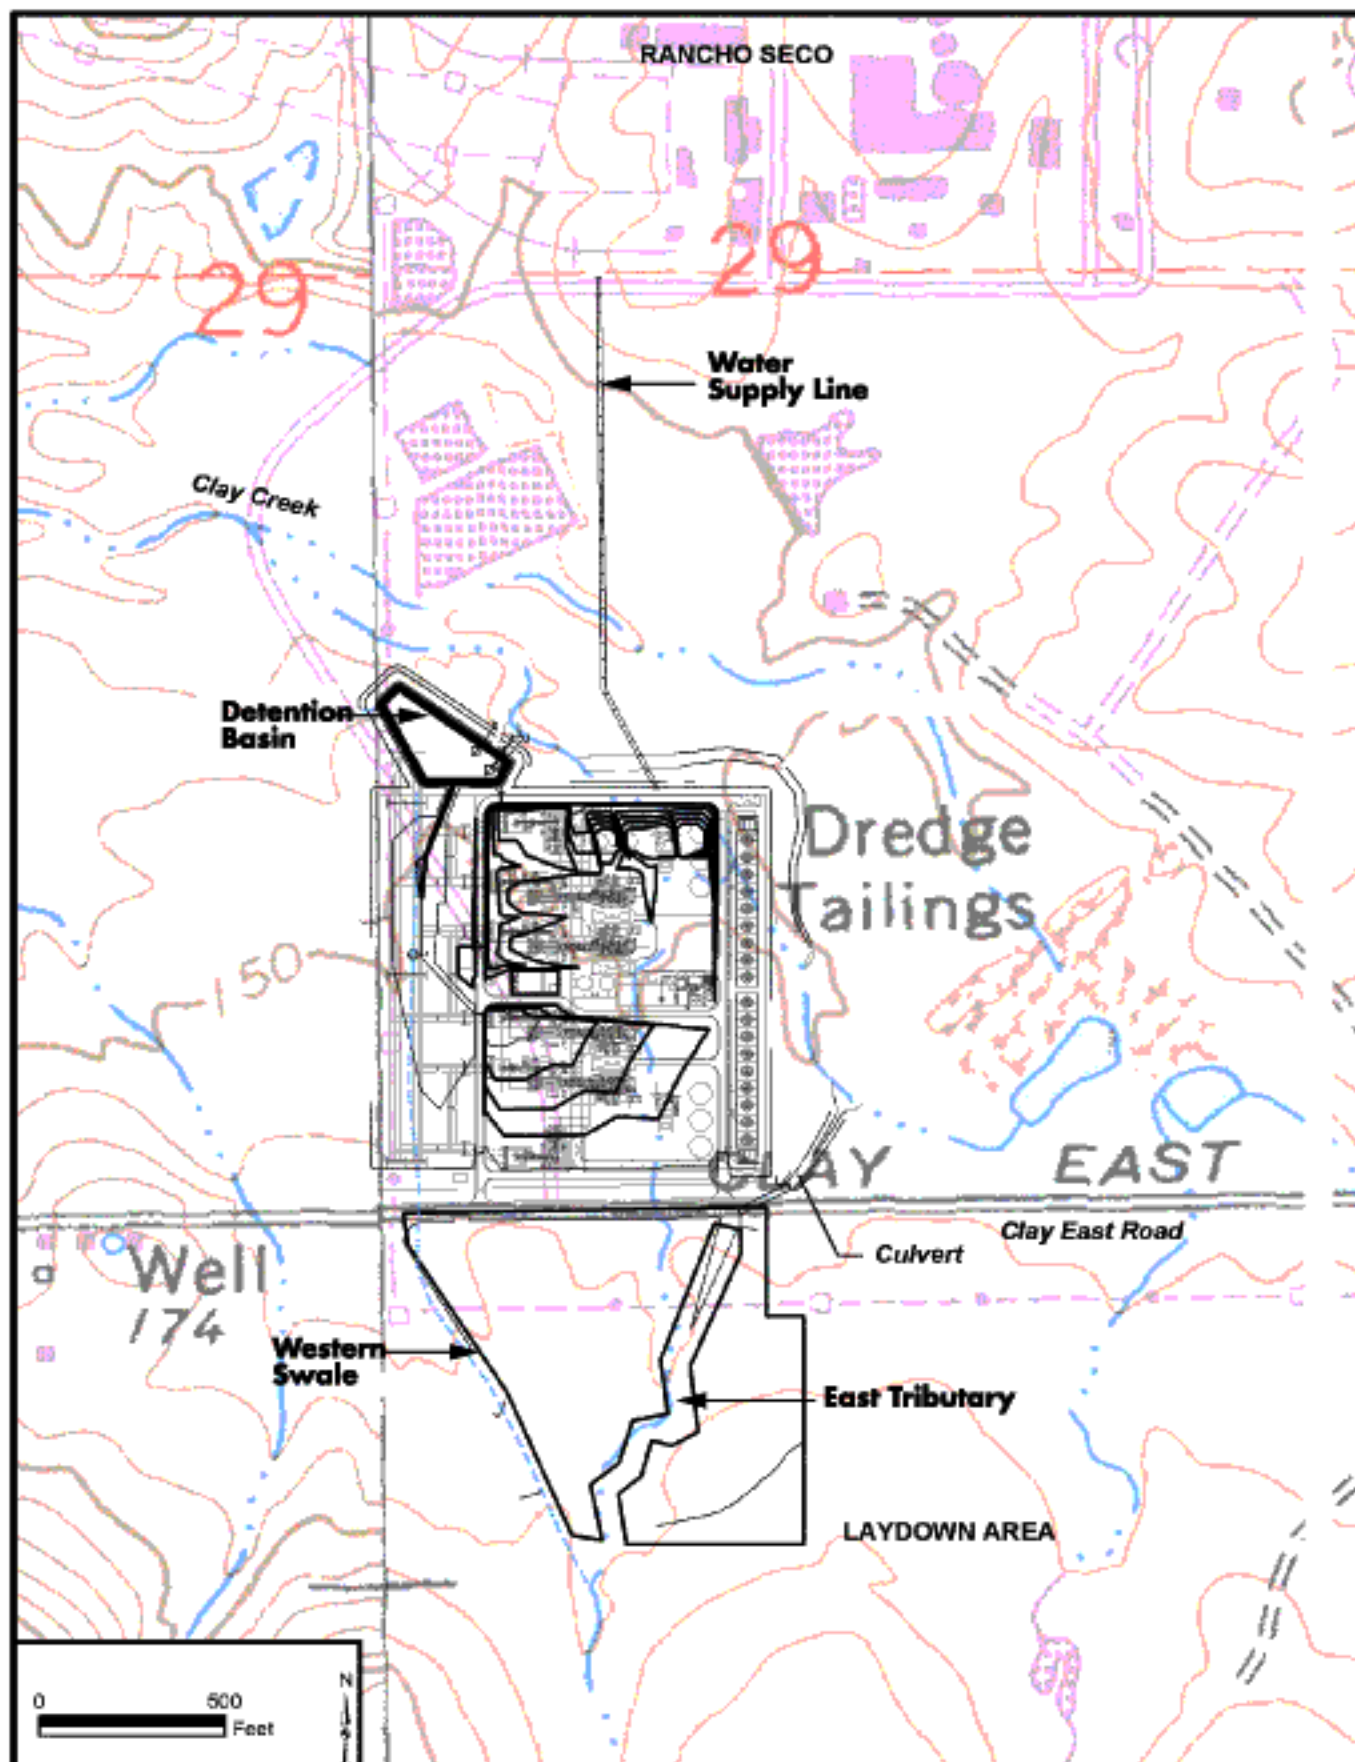 RANCHO SECO
29
29
Water
Supply Line
Clay Creek
Detention
Basin
Dredge
Tailings
150
CLAY EAST
Clay East Road
Culvert
Well
174
Western
Swale
East Tributary
LAYDOWN AREA
0 500
Feet
N